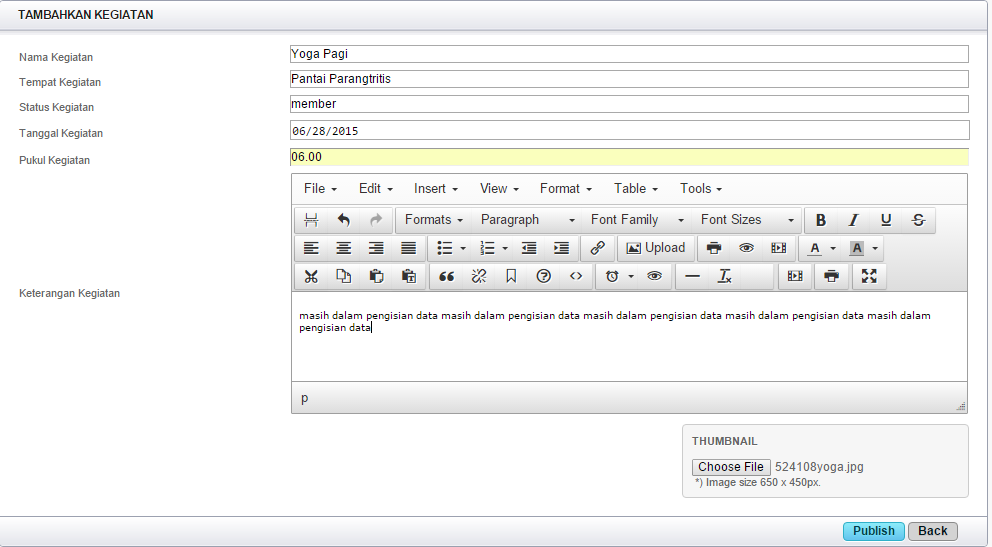 TAMBAHKAN KEGIATAN
Nama Kegiatan Yoga Pagi
Tempat Kegiatan Pantai Parangtritis
Status Kegiatan member
Tanggal Kegiatan 06/28/2015
Pukul Kegiatan 06.00
File Edit Insert View Format Table Tools
Formats Paragraph Font Family Font Sizes B I U S
Upload A A
Keterangan Kegiatan
masih dalam pengisian data masih dalam pengisian data masih dalam pengisian data masih dalam pengisian data masih dalam
pengisian data
p
THUMBNAIL
Choose File 524108yoga.jpg
*) Image size 650 x 450px.
Publish Back